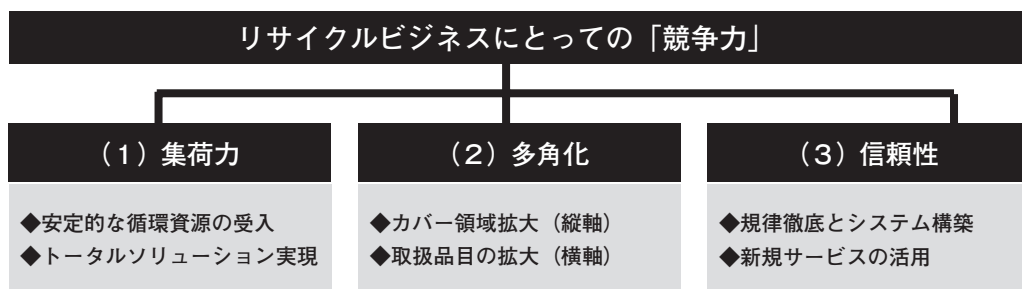 リサイクルビジネスにとっての「競争力」
（1）集荷力
◆安定的な循環資源の受入
◆トータルソリューション実現
（2）多角化
◆カバー領域拡大（縦軸）
◆取扱品目の拡大（横軸）
（3）信頼性
◆規律徹底とシステム構築
◆新規サービスの活用